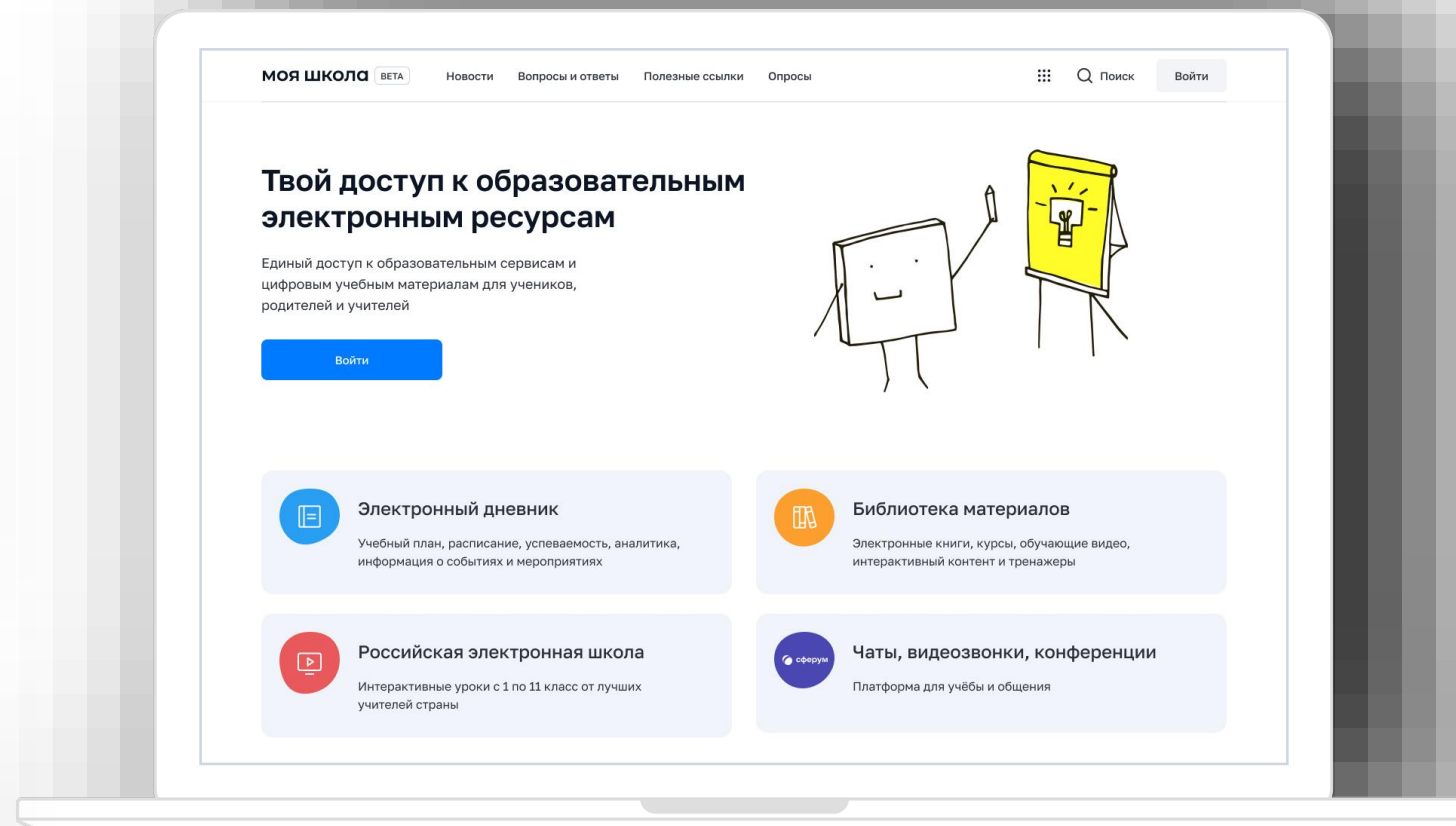 МОЯ ШКОЛА BETA Новости Вопросы и ответы Полезные ссылки Опросы Поиск Войти
Твой доступ к образовательным
электронным ресурсам
Единый доступ к образовательным сервисам и
цифровым учебным материалам для учеников,
родителей и учителей
Войти
Электронный дневник
Учебный план, расписание, успеваемость, аналитика,
информация о событиях и мероприятиях
Библиотека материалов
Электронные книги, курсы, обучающие видео,
интерактивный контент и тренажеры
Российская электронная школа
Интерактивные уроки с 1 по 11 класс от лучших
учителей страны
сферум
Чаты, видеозвонки, конференции
Платформа для учёбы и общения